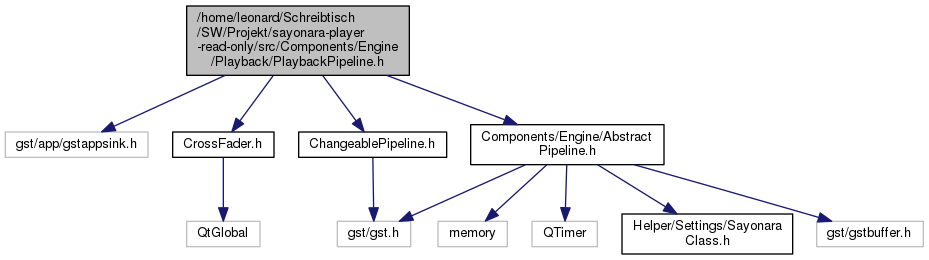 /home/leonard/Schreibtisch
/SW/Projekt/sayonara-player
-read-only/src/Components/Engine
/Playback/PlaybackPipeline.h
gst/app/gstappsink.h
CrossFader.h
ChangeablePipeline.h
Components/Engine/Abstract
Pipeline.h
QtGlobal
gst/gst.h
memory
QTimer
Helper/Settings/Sayonara
Class.h
gst/gstbuffer.h